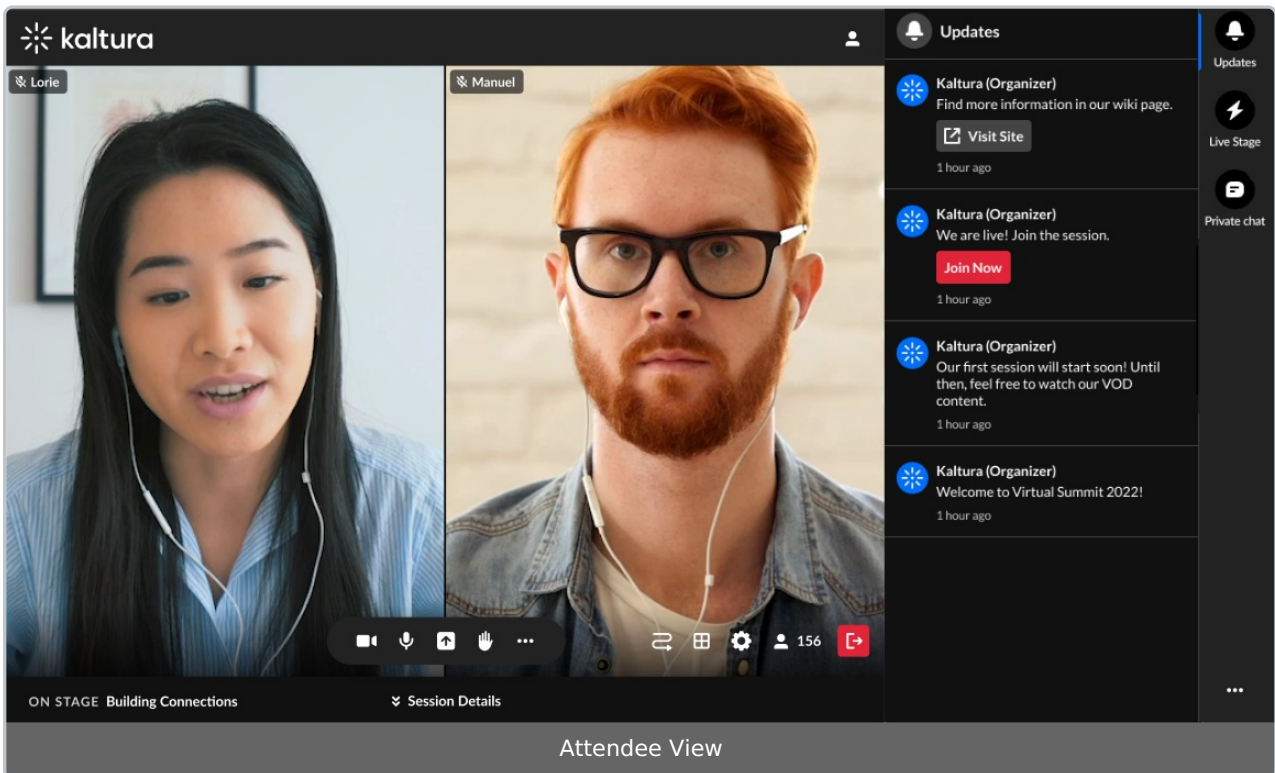 kaltura
Lorie
Manuel
156
ON STAGE Building Connections
Session Details
Updates
Kaltura (Organizer)
Find more information in our wiki page.
Visit Site
1 hour ago
Kaltura (Organizer)
We are live! Join the session.
Join Now
1 hour ago
Kaltura (Organizer)
Our first session will start soon! Until
then, feel free to watch our VOD
content.
1 hour ago
Kaltura (Organizer)
Welcome to Virtual Summit 2022!
1 hour ago
Updates
Live Stage
Private chat
Attendee View